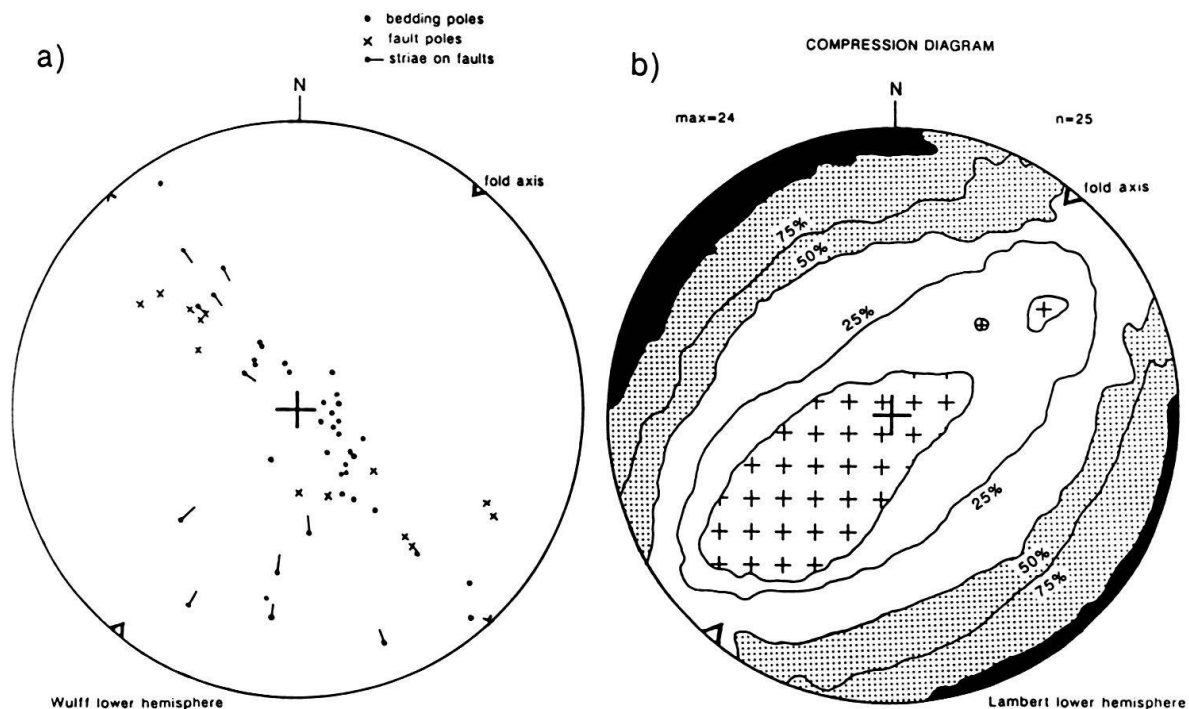 a)
bedding poles
fault poles
striae on faults
N
fold axis
Wulff lower hemisphere
b)
COMPRESSION DIAGRAM
N
max=24
n=25
fold axis
75%
50%
25%
25%
50%
75%
Lambert lower hemisphere